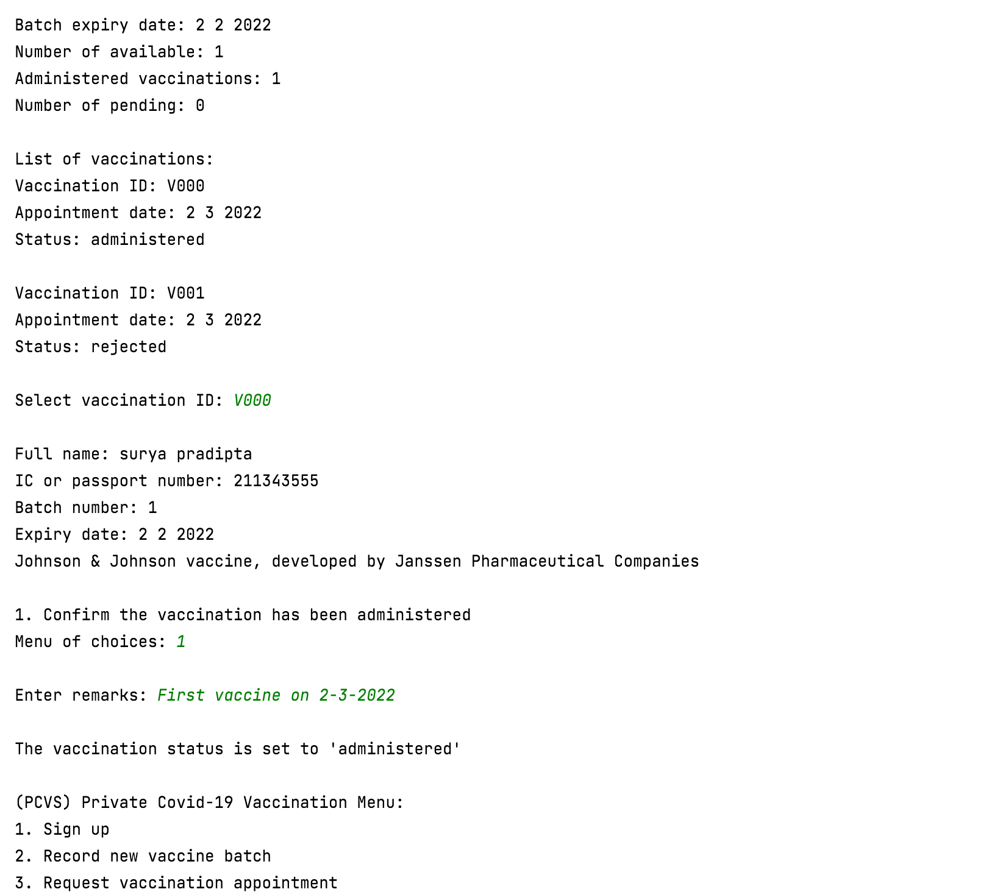 Batch expiry date: 2 2 2022
Number of available: 1
Administered vaccinations: 1
Number of pending: 0
List of vaccinations:
Vaccination ID: V000
Appointment date: 2 3 2022
Status: administered
Vaccination ID: V001
Appointment date: 2 3 2022
Status: rejected
Select vaccination ID: V000
Full name: surya pradipta
IC or passport number: 211343555
Batch number: 1
Expiry date: 2 2 2022
Johnson & Johnson vaccine, developed by Janssen Pharmaceutical Companies
1. Confirm the vaccination has been administered
Menu of choices: 1
Enter remarks: First vaccine on 2-3-2022
The vaccination status is set to 'administered'
(PCVS) Private Covid-19 Vaccination Menu:
1. Sign up
2. Record new vaccine batch
3. Request vaccination appointment